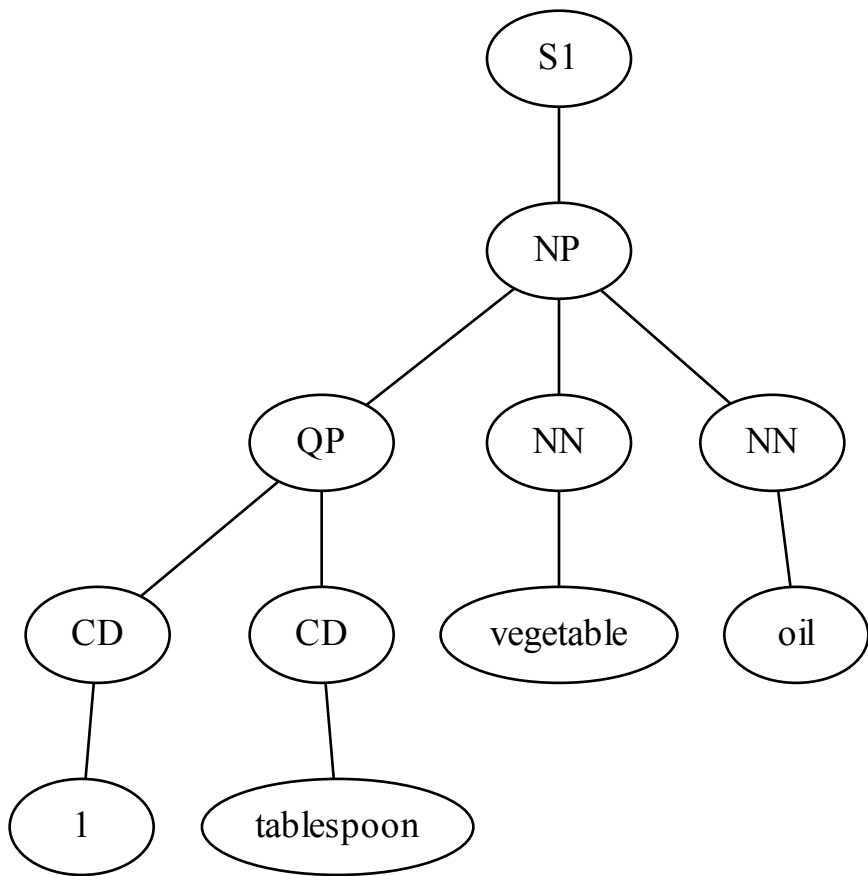 S1
NP
QP NN NN
CD CD vegetable oil
1 tablespoon